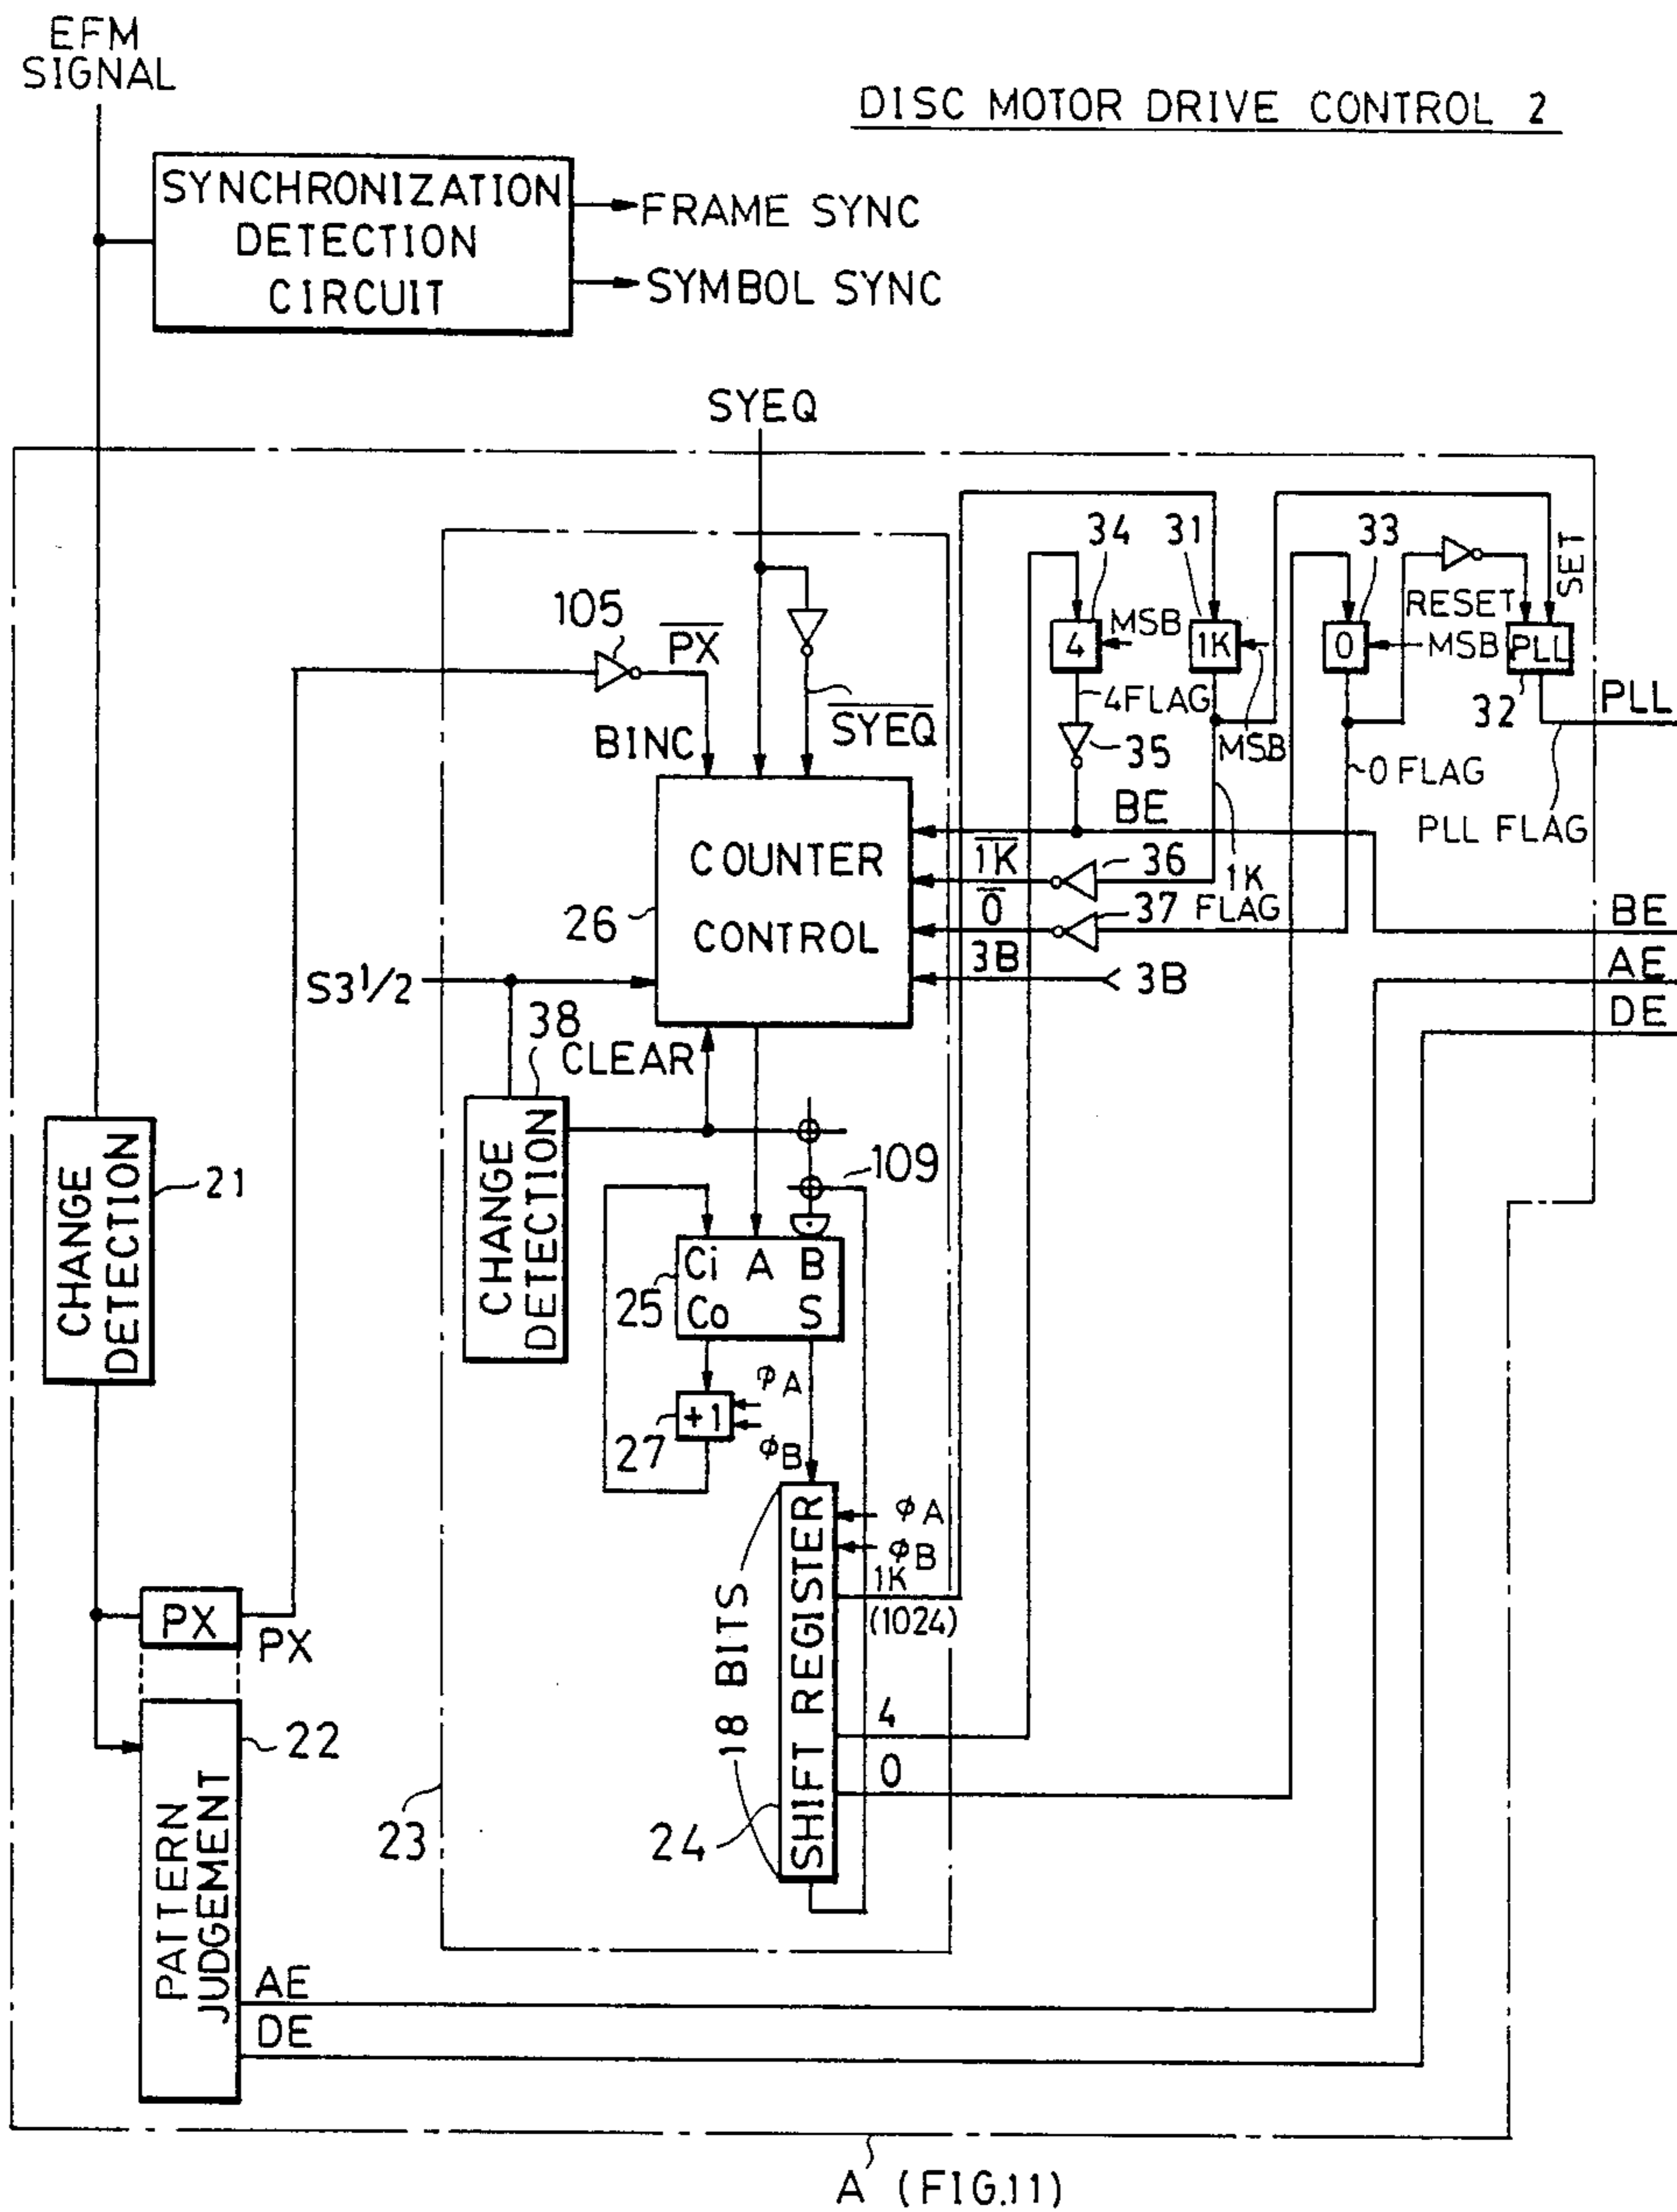 EFM
SIGNAL
DISC MOTOR DRIVE CONTROL 2
SYNCHRONIZATION
DETECTION
CIRCUIT
FRAME SYNC
SYMBOL SYNC
SYEQ
34
31
33
SET
105
P̅X̅
RESET
4
MSB
1K
0
MSB
PLL
4FLAG
32
PLL
S̅Y̅E̅Q̅
BINC
35
MSB
0 FLAG
BE
PLL FLAG
COUNTER
CONTROL
1̅K̅
36
1K
FLAG
26
0̅
37
BE
3B
3B
AE
S3 1/2
DE
38
CLEAR
CHANGE
DETECTION
21
CHANGE
DETECTION
109
Ci A B
Co S
25
+1
27
φA
φB
18 BITS
SHIFT REGISTER
φA
φB
1K
(1024)
4
0
24
PX
PX
22
PATTERN
JUDGEMENT
23
AE
DE
A (FIG.11)